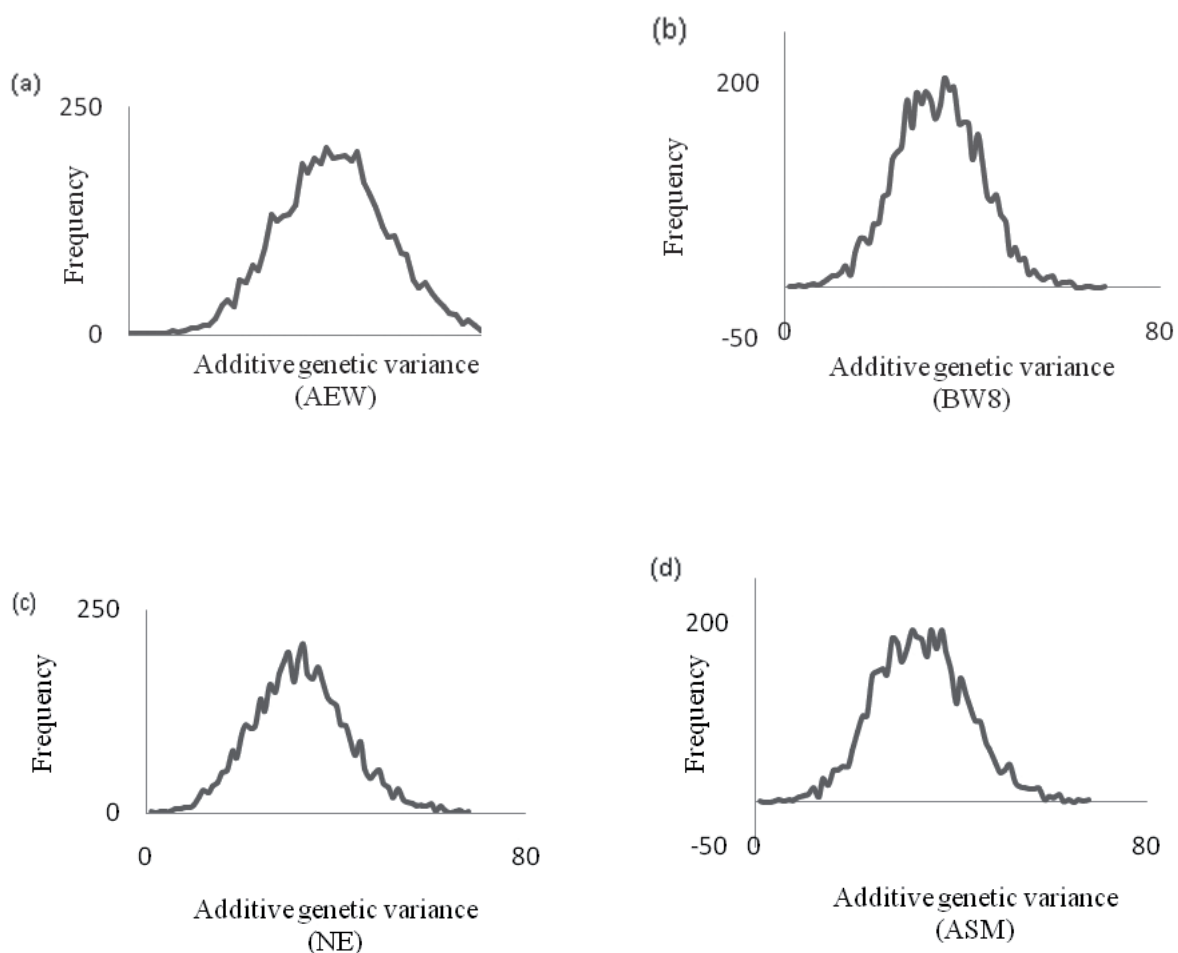 (a)
250
Frequency
0
Additive genetic variance
(AEW)
(b)
200
Frequency
-50
0
80
Additive genetic variance
(BW8)
(c)
250
Frequency
0
0
80
Additive genetic variance
(NE)
(d)
200
Frequency
-50
0
80
Additive genetic variance
(ASM)